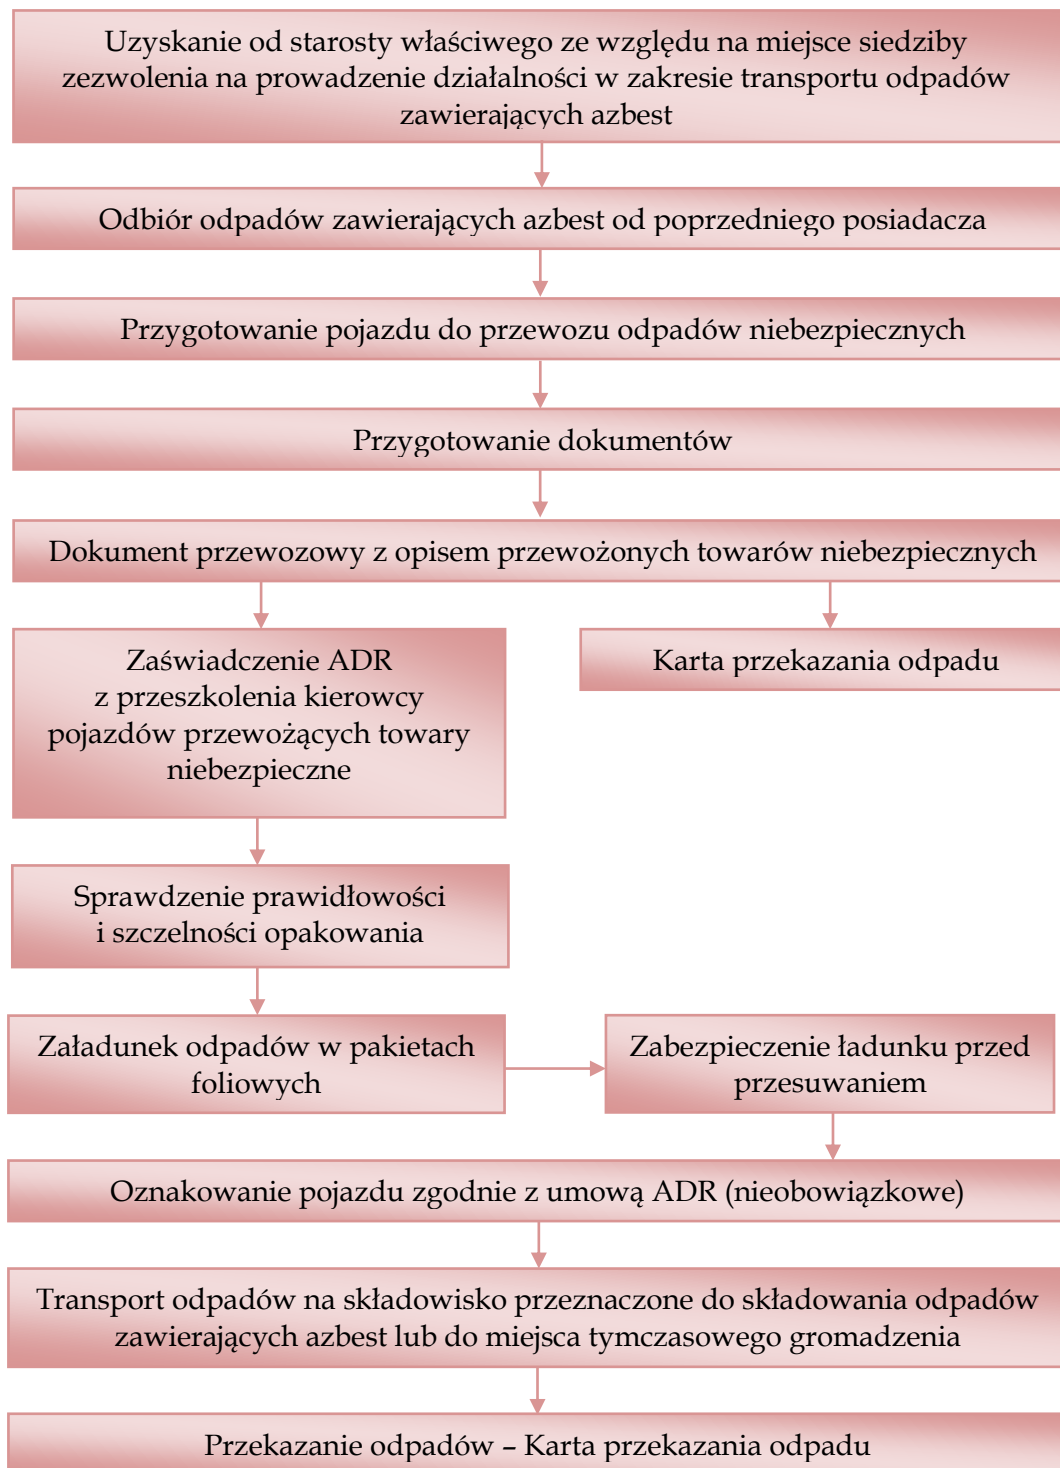 Uzyskanie od starosty właściwego ze względu na miejsce siedziby
zezwolenia na prowadzenie działalności w zakresie transportu odpadów
zawierających azbest
Odbiór odpadów zawierających azbest od poprzedniego posiadacza
Przygotowanie pojazdu do przewozu odpadów niebezpiecznych
Przygotowanie dokumentów
Dokument przewozowy z opisem przewożonych towarów niebezpiecznych
Zaświadczenie ADR
z przeszkolenia kierowcy
pojazdów przewożących towary
niebezpieczne
Karta przekazania odpadu
Sprawdzenie prawidłowości
i szczelności opakowania
Załadunek odpadów w pakietach
foliowych
Zabezpieczenie ładunku przed
przesuwaniem
Oznakowanie pojazdu zgodnie z umową ADR (nieobowiązkowe)
Transport odpadów na składowisko przeznaczone do składowania odpadów
zawierających azbest lub do miejsca tymczasowego gromadzenia
Przekazanie odpadów – Karta przekazania odpadu